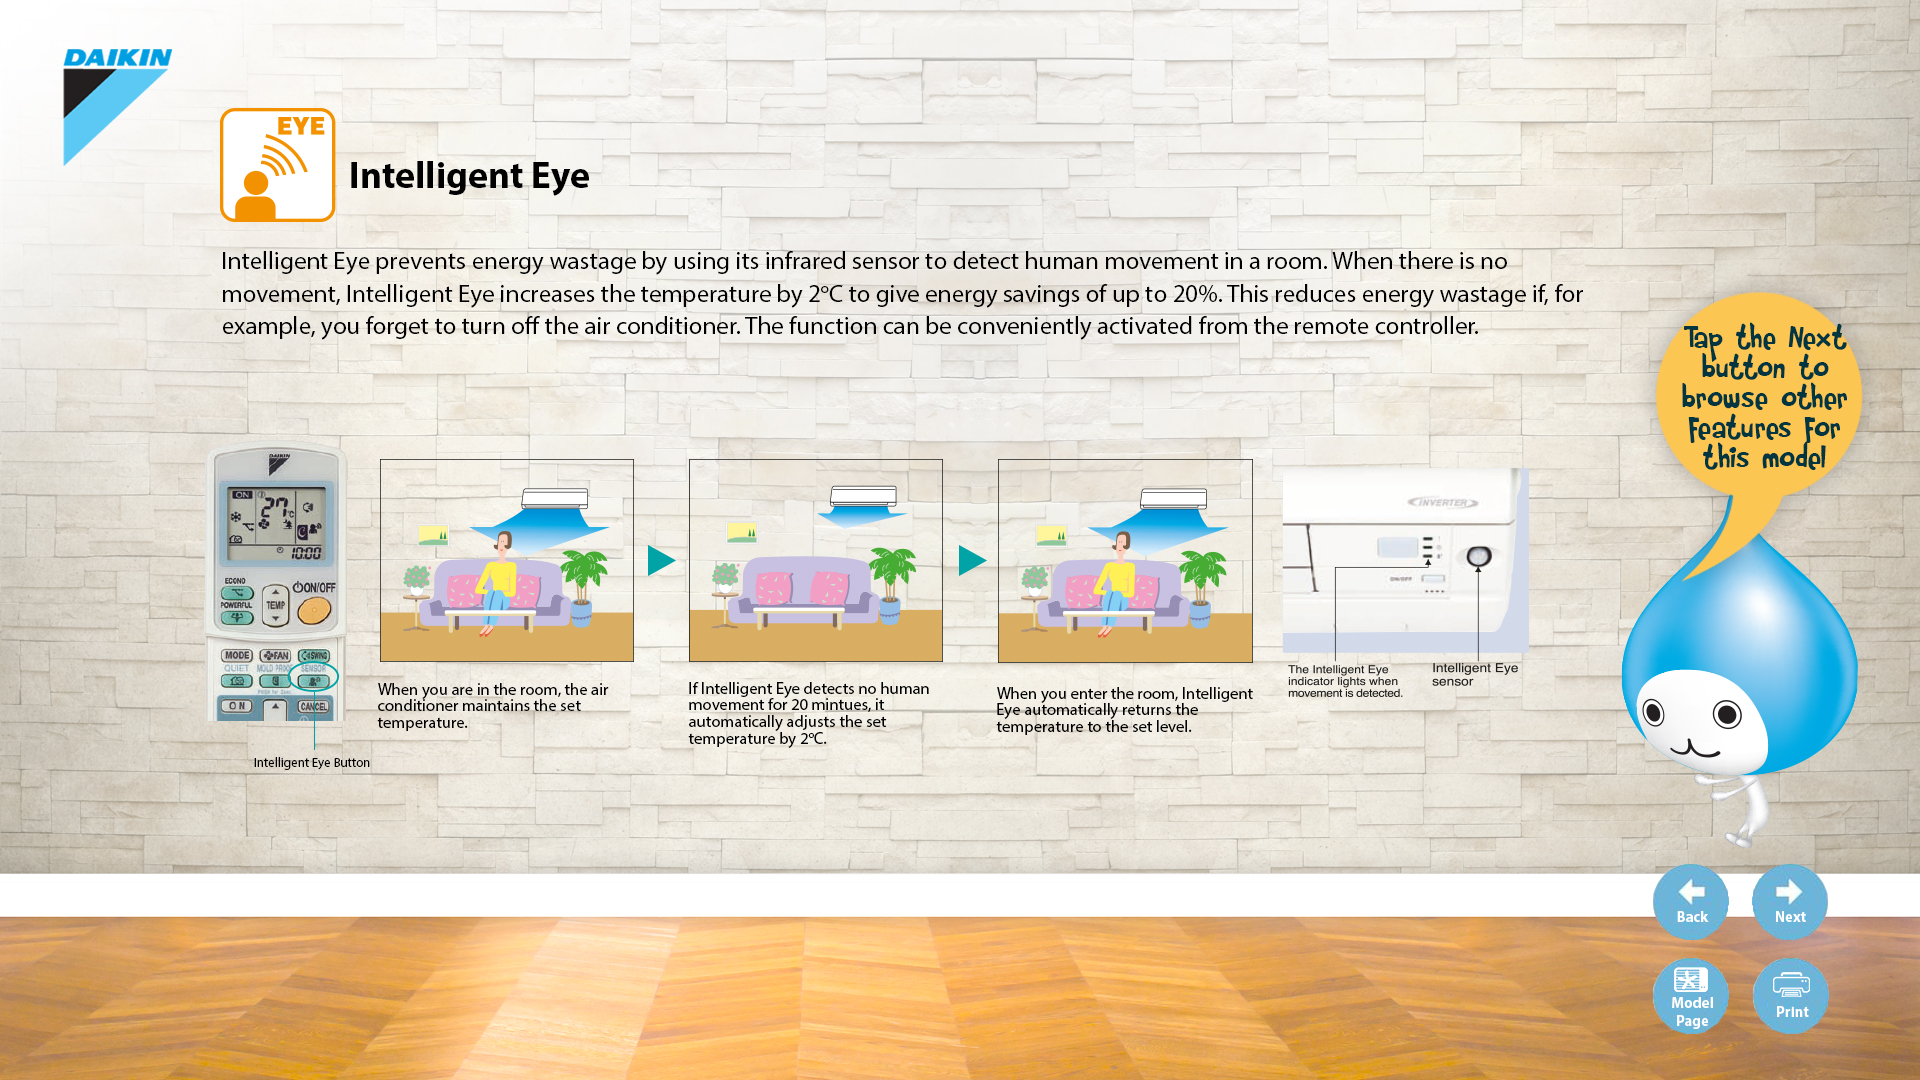 DAIKIN
EYE
Intelligent Eye
Intelligent Eye prevents energy wastage by using its infrared sensor to detect human movement in a room. When there is no
movement, Intelligent Eye increases the temperature by 2ºC to give energy savings of up to 20%. This reduces energy wastage if, for
example, you forget to turn off the air conditioner. The function can be conveniently activated from the remote controller.
Tap the Next
button to
browse other
features for
this model
DAIKIN
ON
27
10:00
ECONO
ON/OFF
POWERFUL
TEMP
MODE
FAN
SWING
QUIET
MOLD PROOF
SENSOR
ON
CANCEL
Intelligent Eye Button
When you are in the room, the air
conditioner maintains the set
temperature.
If Intelligent Eye detects no human
movement for 20 mintues, it
automatically adjusts the set
temperature by 2ºC.
When you enter the room, Intelligent
Eye automatically returns the
temperature to the set level.
INVERTER
ON/OFF
The Intelligent Eye
indicator lights when
movement is detected.
Intelligent Eye
sensor
Back
Next
Model
Page
Print